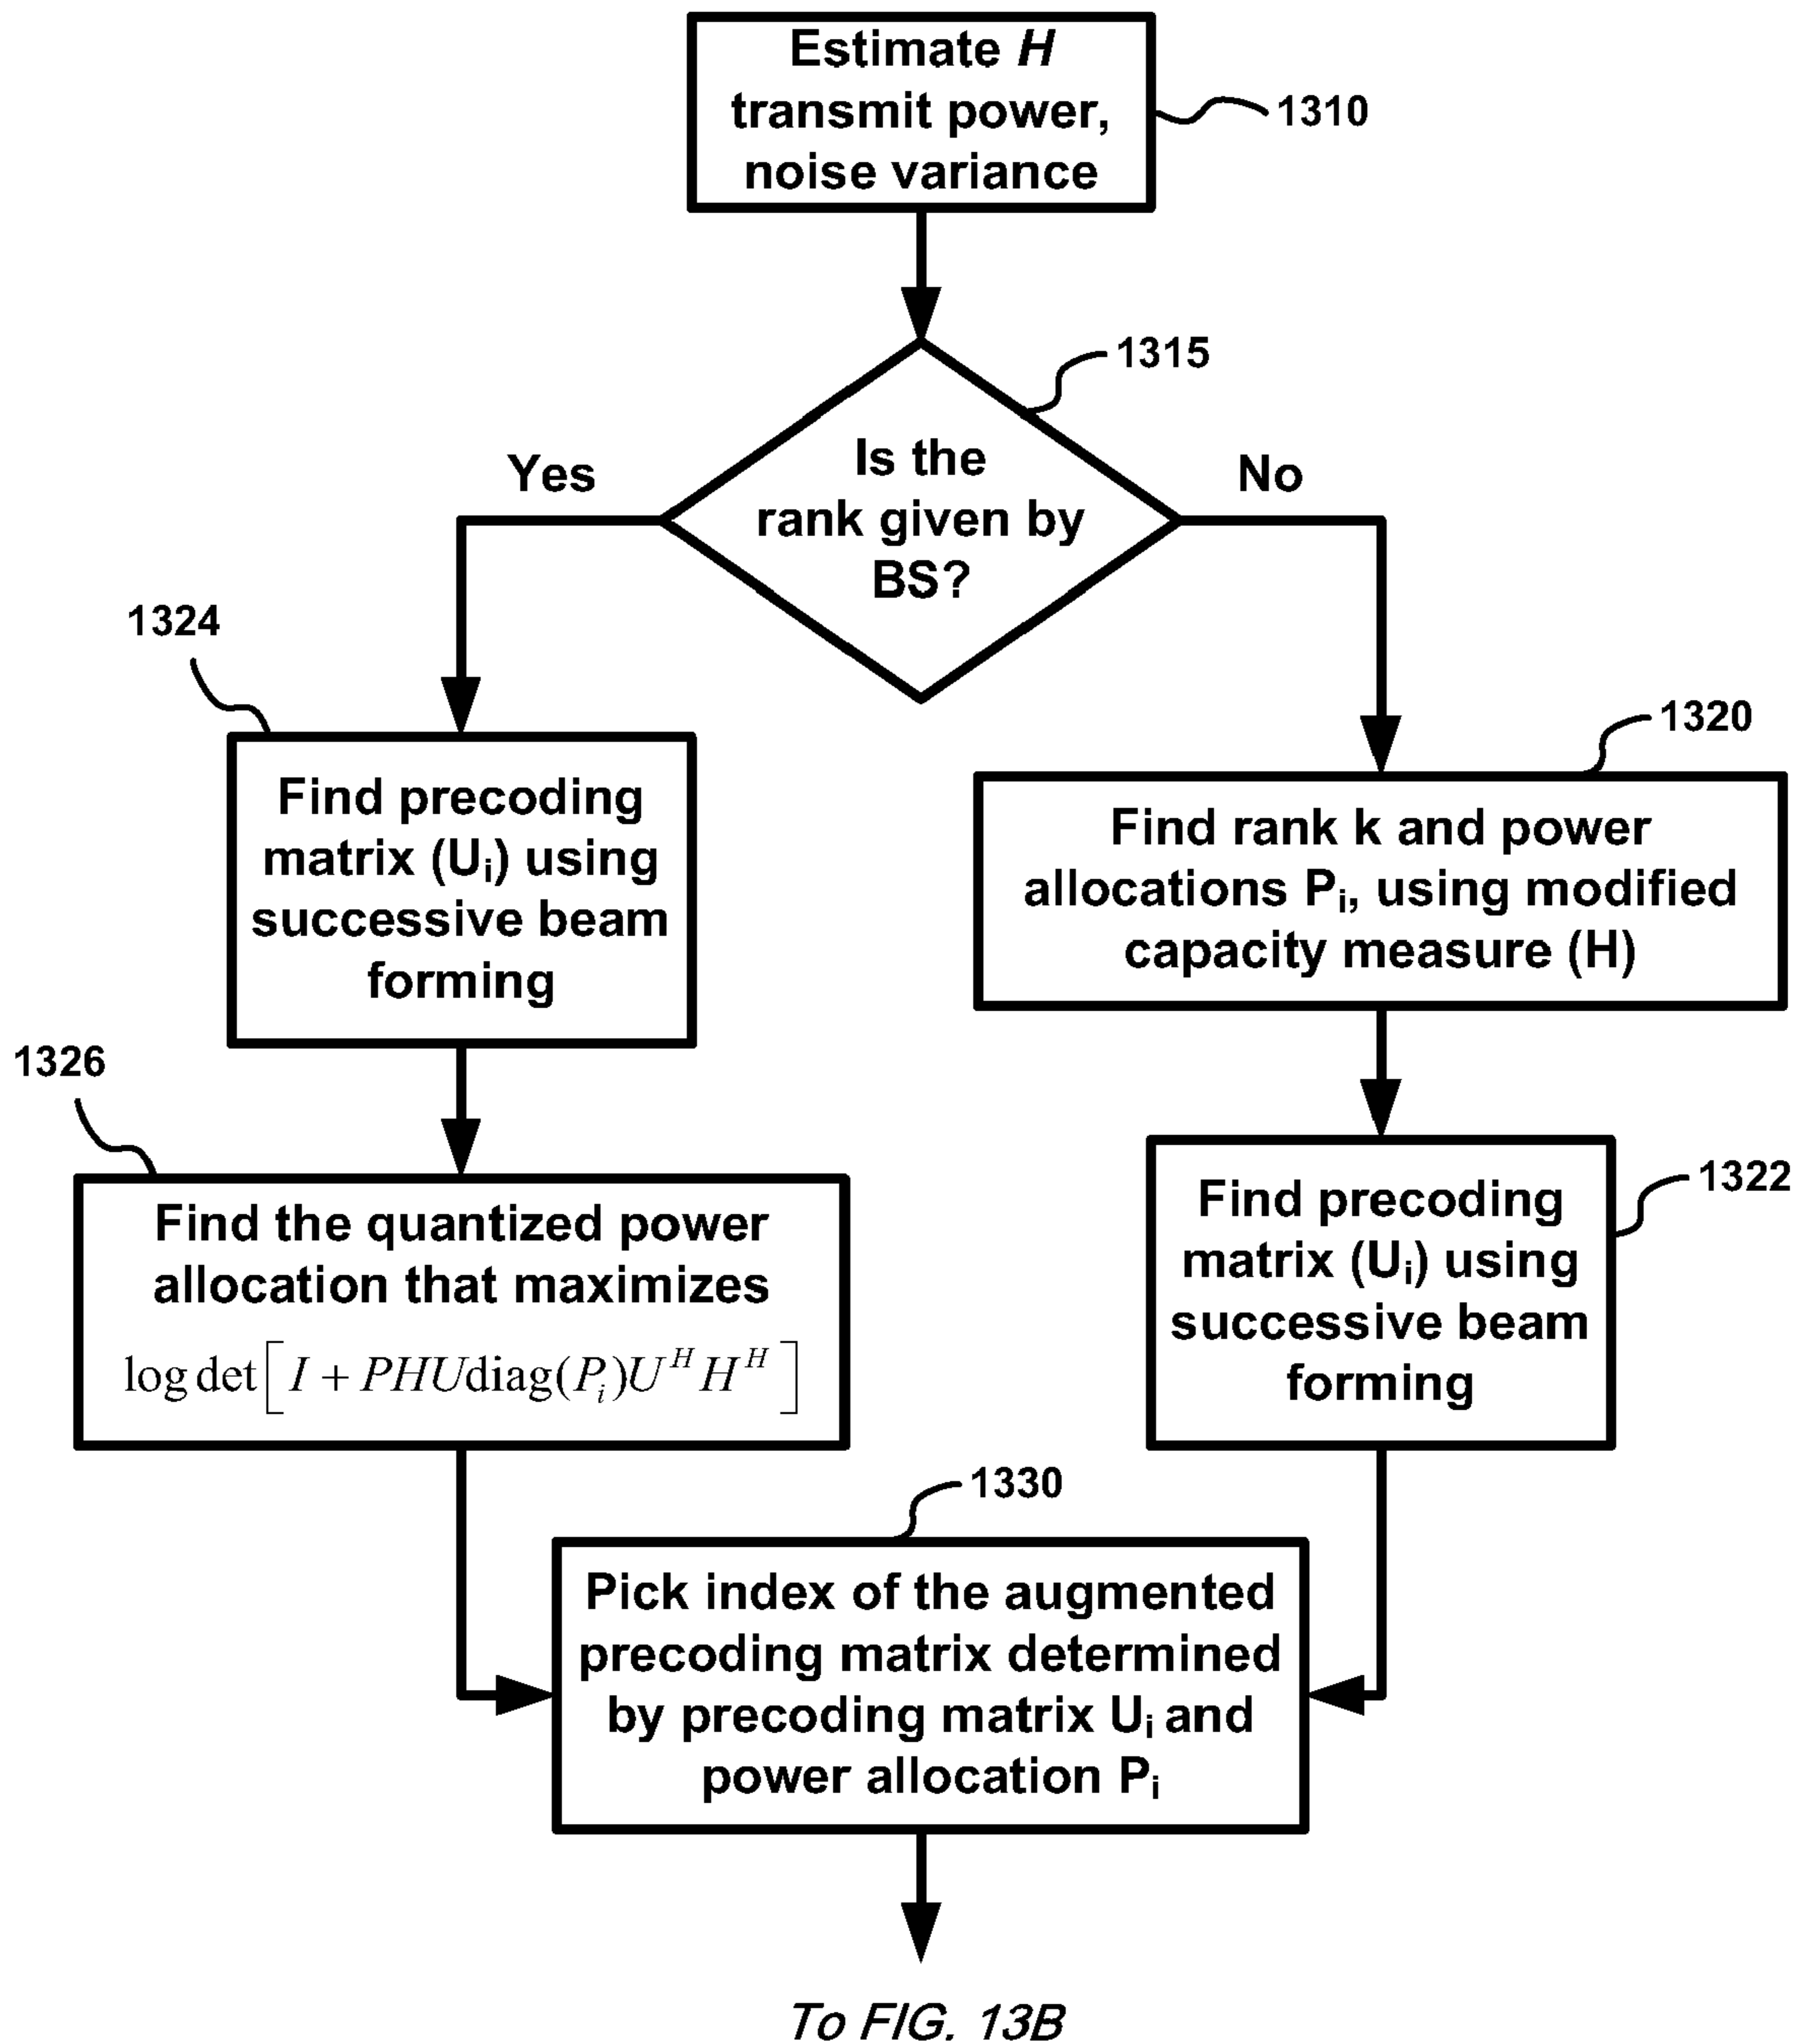 Estimate H
transmit power,
noise variance
1310
1315
Is the
rank given by
BS?
Yes
No
1324
Find precoding
matrix (Uᵢ) using
successive beam
forming
1320
Find rank k and power
allocations Pᵢ, using modified
capacity measure (H)
1326
Find the quantized power
allocation that maximizes
log det[I + PHUdiag(Pᵢ)Uᴴ Hᴴ]
1322
Find precoding
matrix (Uᵢ) using
successive beam
forming
1330
Pick index of the augmented
precoding matrix determined
by precoding matrix Uᵢ and
power allocation Pᵢ
To FIG. 13B